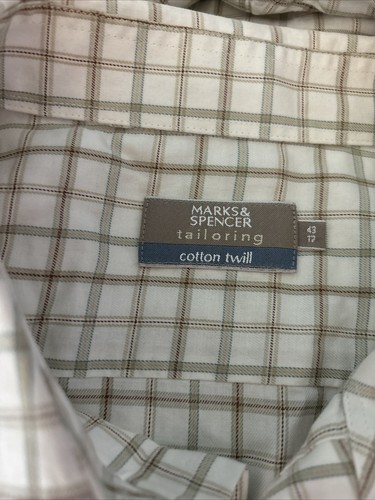 MARKS&
SPENCER
tailoring
cotton twill
43
17